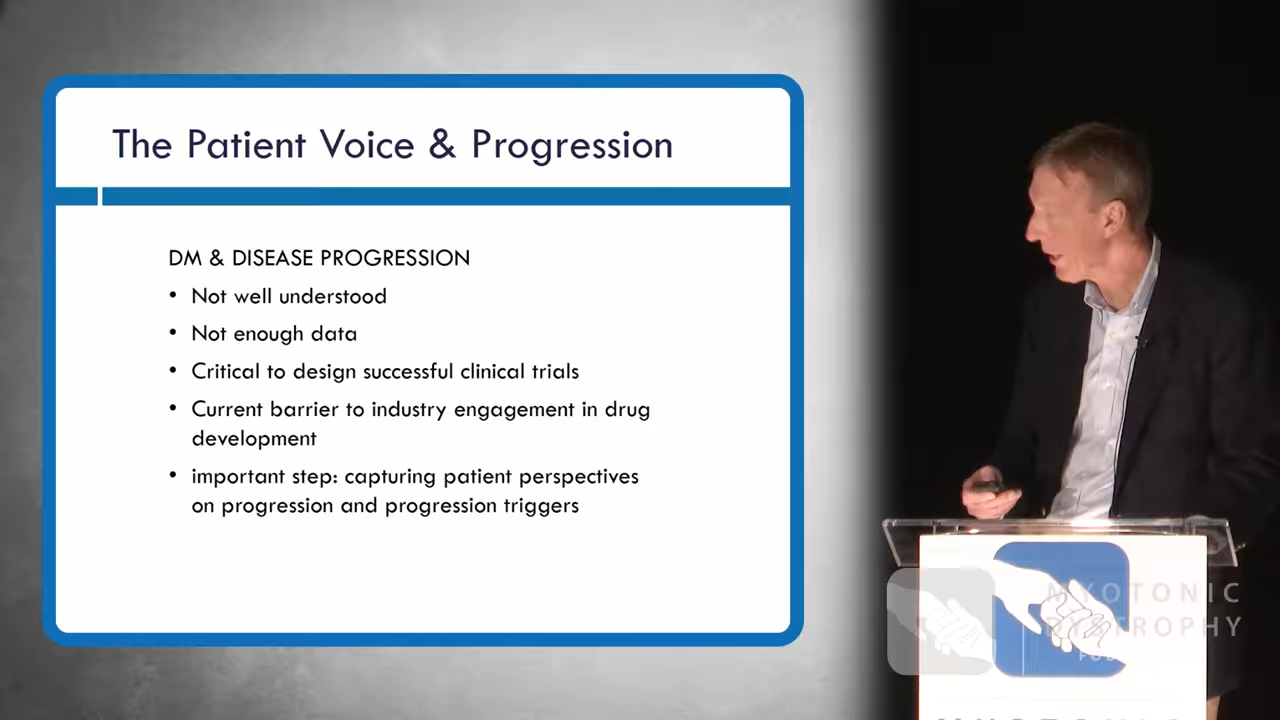 The Patient Voice & Progression
DM & DISEASE PROGRESSION
• Not well understood
• Not enough data
• Critical to design successful clinical trials
• Current barrier to industry engagement in drug
development
• important step: capturing patient perspectives
on progression and progression triggers
MYOTONIC
DYSTROPHY